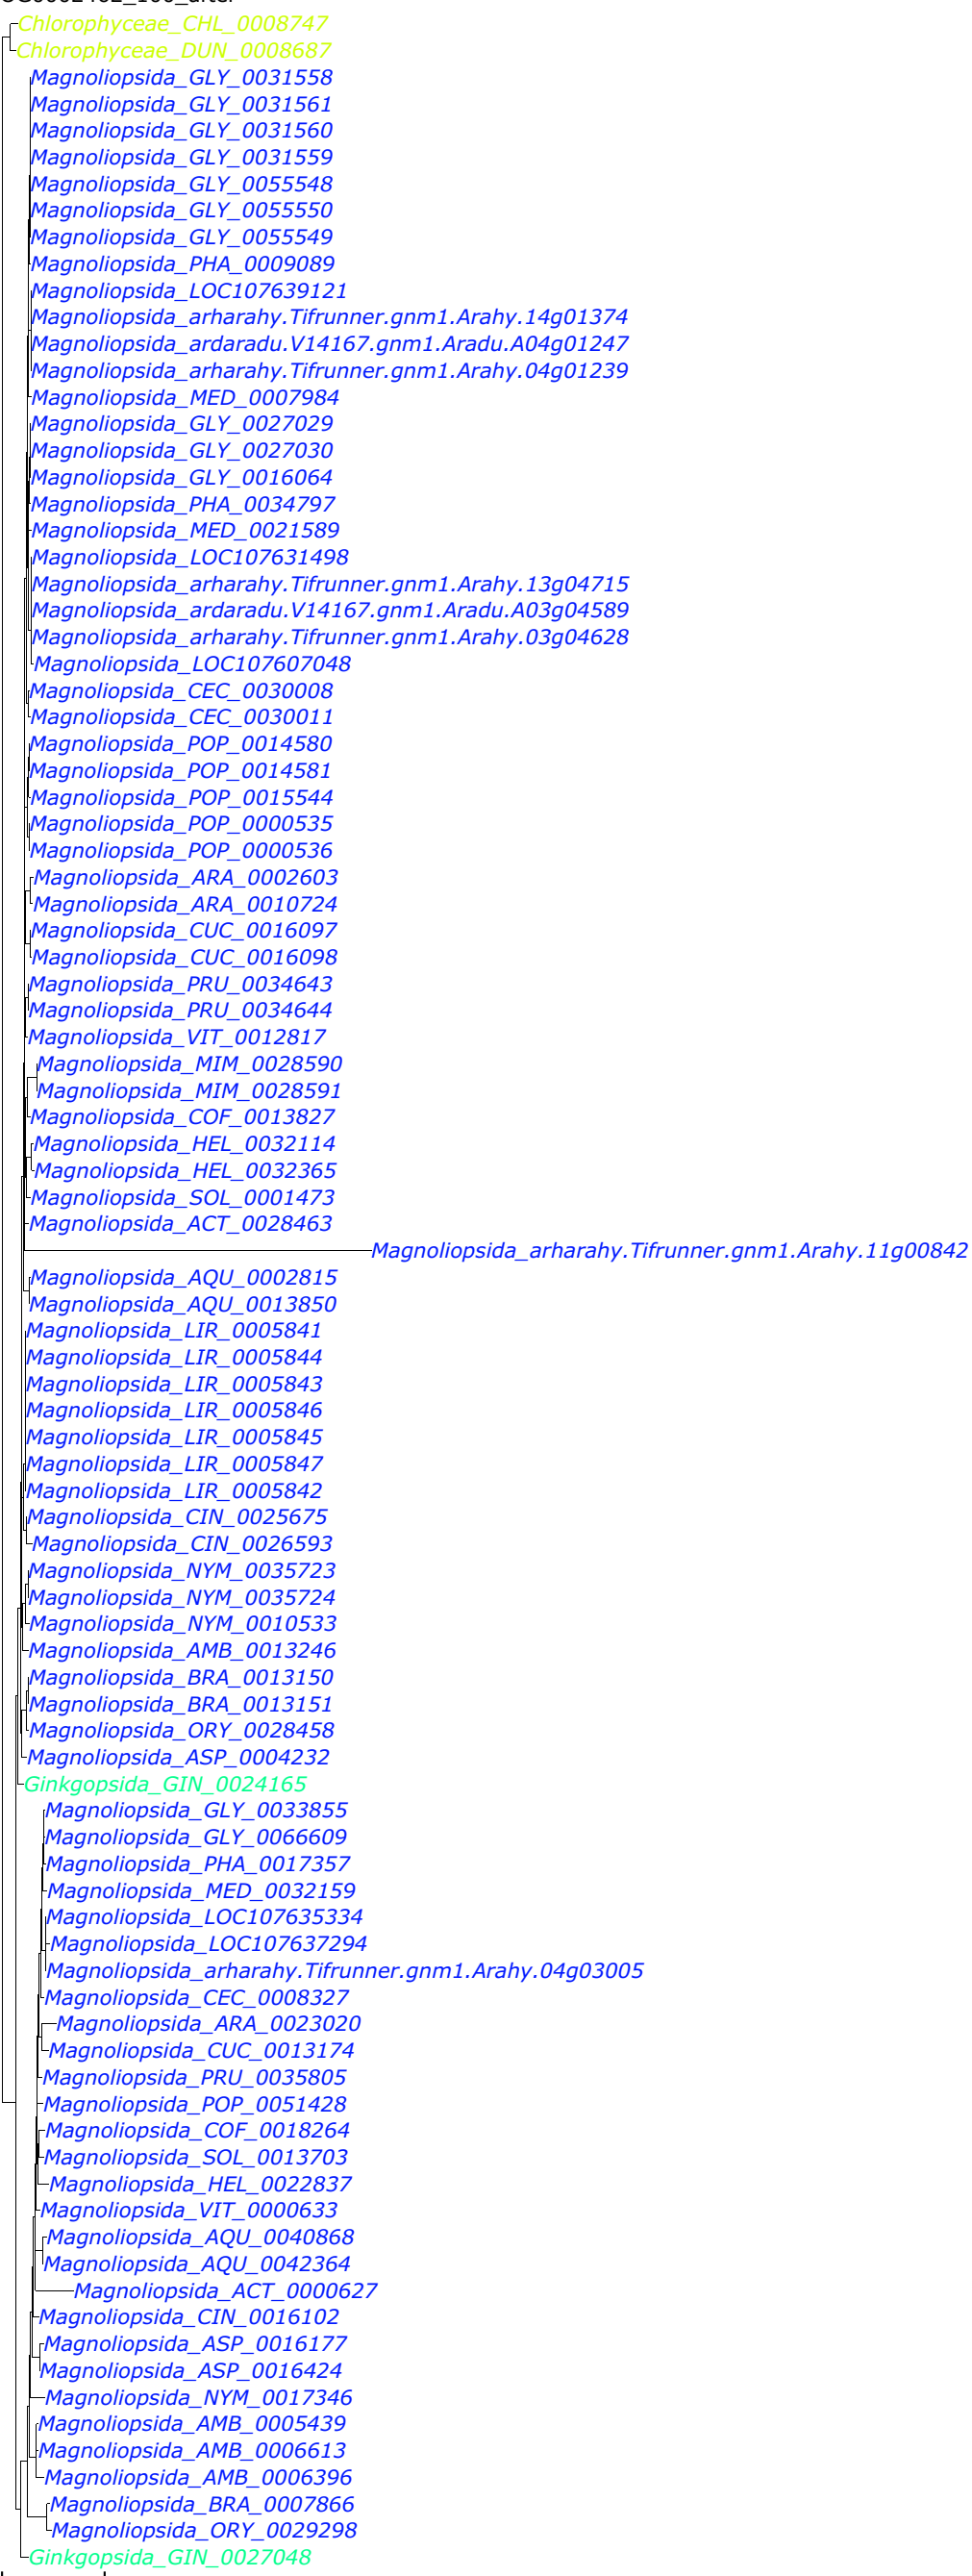 Chlorophyceae_CHL_0008747
Chlorophyceae_DUN_0008687
Magnoliopsida_GLY_0031558
Magnoliopsida_GLY_0031561
Magnoliopsida_GLY_0031560
Magnoliopsida_GLY_0031559
Magnoliopsida_GLY_0055548
Magnoliopsida_GLY_0055550
Magnoliopsida_GLY_0055549
Magnoliopsida_PHA_0009089
Magnoliopsida_LOC107639121
Magnoliopsida_arharahy.Tifrunner.gnm1.Arahy.14g01374
Magnoliopsida_ardaradu.V14167.gnm1.Aradu.A04g01247
Magnoliopsida_arharahy.Tifrunner.gnm1.Arahy.04g01239
Magnoliopsida_MED_0007984
Magnoliopsida_GLY_0027029
Magnoliopsida_GLY_0027030
Magnoliopsida_GLY_0016064
Magnoliopsida_PHA_0034797
Magnoliopsida_MED_0021589
Magnoliopsida_LOC107631498
Magnoliopsida_arharahy.Tifrunner.gnm1.Arahy.13g04715
Magnoliopsida_ardaradu.V14167.gnm1.Aradu.A03g04589
Magnoliopsida_arharahy.Tifrunner.gnm1.Arahy.03g04628
Magnoliopsida_LOC107607048
Magnoliopsida_CEC_0030008
Magnoliopsida_CEC_0030011
Magnoliopsida_POP_0014580
Magnoliopsida_POP_0014581
Magnoliopsida_POP_0015544
Magnoliopsida_POP_0000535
Magnoliopsida_POP_0000536
Magnoliopsida_ARA_0002603
Magnoliopsida_ARA_0010724
Magnoliopsida_CUC_0016097
Magnoliopsida_CUC_0016098
Magnoliopsida_PRU_0034643
Magnoliopsida_PRU_0034644
Magnoliopsida_VIT_0012817
Magnoliopsida_MIM_0028590
Magnoliopsida_MIM_0028591
Magnoliopsida_COF_0013827
Magnoliopsida_HEL_0032114
Magnoliopsida_HEL_0032365
Magnoliopsida_SOL_0001473
Magnoliopsida_ACT_0028463
Magnoliopsida_arharahy.Tifrunner.gnm1.Arahy.11g00842
Magnoliopsida_AQU_0002815
Magnoliopsida_AQU_0013850
Magnoliopsida_LIR_0005841
Magnoliopsida_LIR_0005844
Magnoliopsida_LIR_0005843
Magnoliopsida_LIR_0005846
Magnoliopsida_LIR_0005845
Magnoliopsida_LIR_0005847
Magnoliopsida_LIR_0005842
Magnoliopsida_CIN_0025675
Magnoliopsida_CIN_0026593
Magnoliopsida_NYM_0035723
Magnoliopsida_NYM_0035724
Magnoliopsida_NYM_0010533
Magnoliopsida_AMB_0013246
Magnoliopsida_BRA_0013150
Magnoliopsida_BRA_0013151
Magnoliopsida_ORY_0028458
Magnoliopsida_ASP_0004232
Ginkgopsida_GIN_0024165
Magnoliopsida_GLY_0033855
Magnoliopsida_GLY_0066609
Magnoliopsida_PHA_0017357
Magnoliopsida_MED_0032159
Magnoliopsida_LOC107635334
Magnoliopsida_LOC107637294
Magnoliopsida_arharahy.Tifrunner.gnm1.Arahy.04g03005
Magnoliopsida_CEC_0008327
Magnoliopsida_ARA_0023020
Magnoliopsida_CUC_0013174
Magnoliopsida_PRU_0035805
Magnoliopsida_POP_0051428
Magnoliopsida_COF_0018264
Magnoliopsida_SOL_0013703
Magnoliopsida_HEL_0022837
Magnoliopsida_VIT_0000633
Magnoliopsida_AQU_0040868
Magnoliopsida_AQU_0042364
Magnoliopsida_ACT_0000627
Magnoliopsida_CIN_0016102
Magnoliopsida_ASP_0016177
Magnoliopsida_ASP_0016424
Magnoliopsida_NYM_0017346
Magnoliopsida_AMB_0005439
Magnoliopsida_AMB_0006613
Magnoliopsida_AMB_0006396
Magnoliopsida_BRA_0007866
Magnoliopsida_ORY_0029298
Ginkgopsida_GIN_0027048